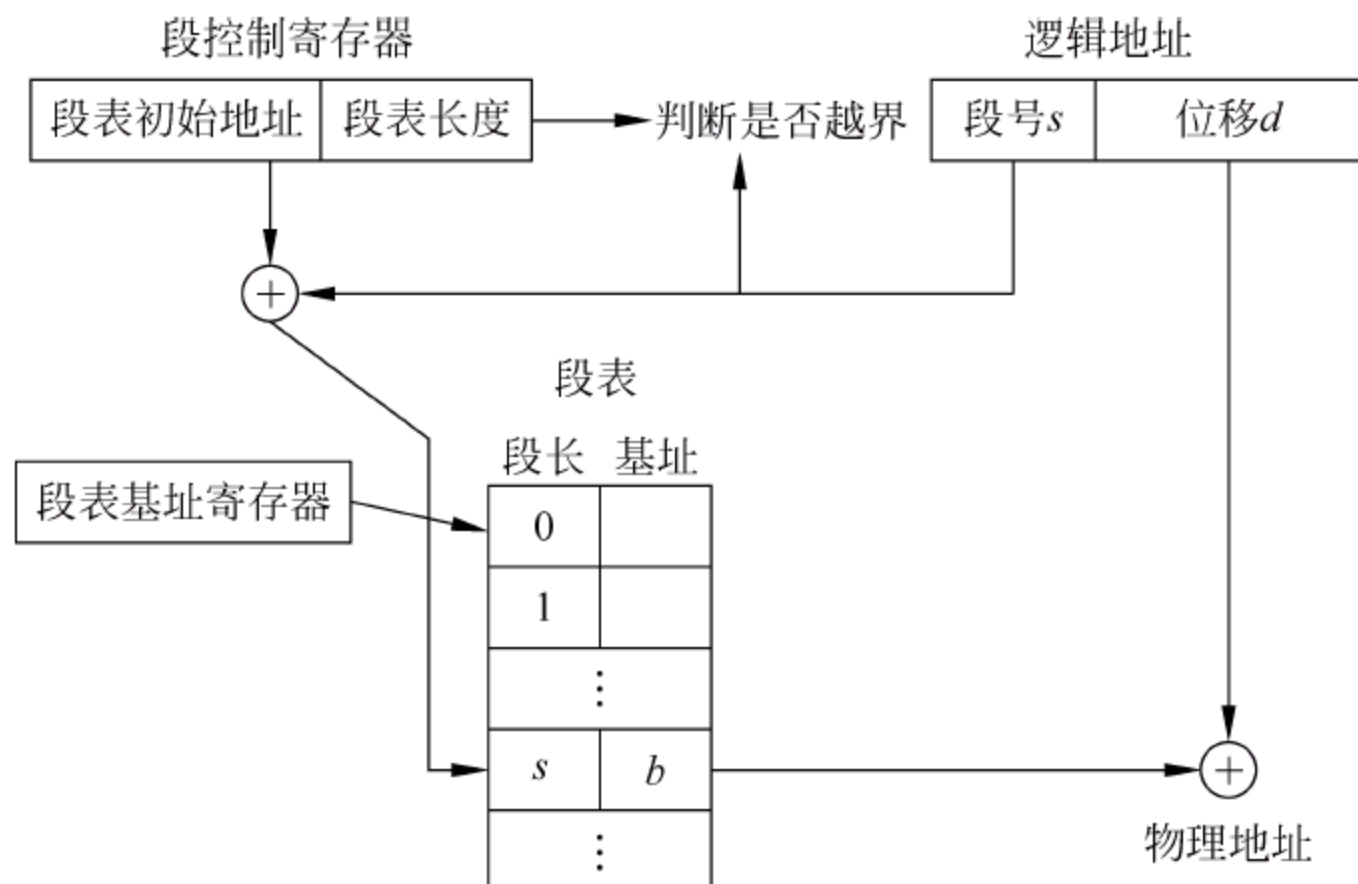 段控制寄存器 逻辑地址
段表初始地址 段表长度 判断是否越界 段号s 位移d
+
段表
段长 基址
段表基址寄存器
0
1
⋮
s b +
⋮
物理地址